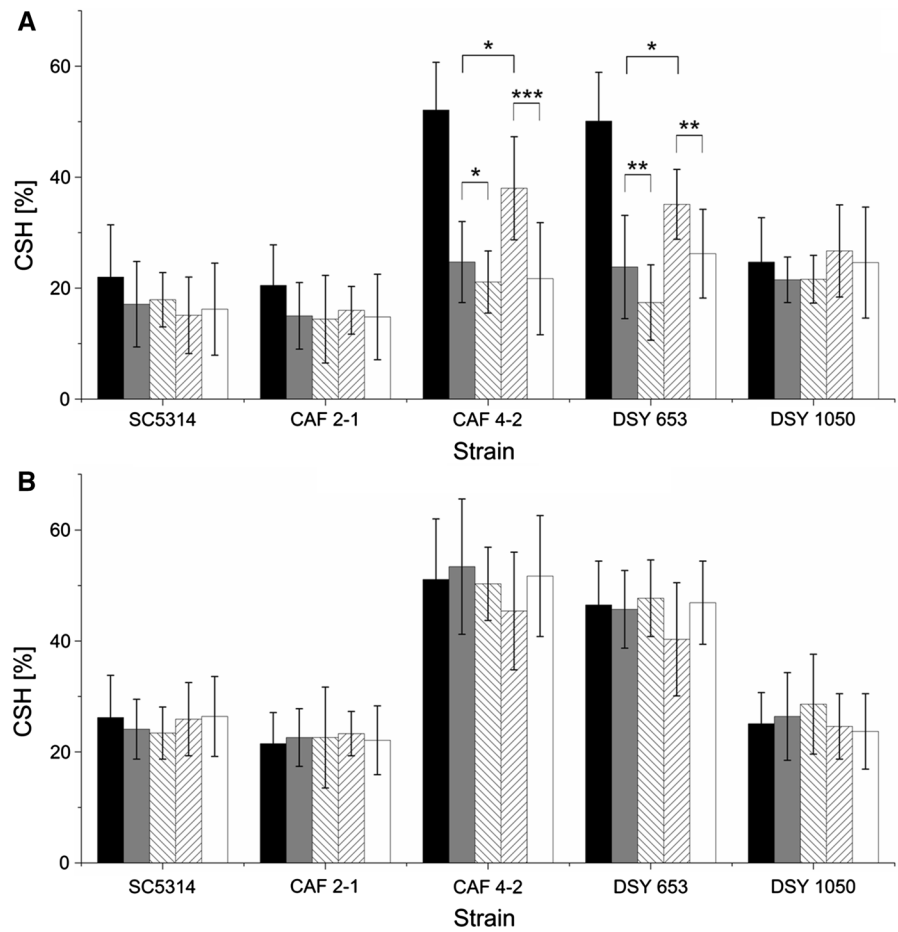 A
60
40
20
0
CSH [%]
* *
***
**
*
**
SC5314 CAF 2-1 CAF 4-2 DSY 653 DSY 1050
Strain
B
60
40
20
0
CSH [%]
SC5314 CAF 2-1 CAF 4-2 DSY 653 DSY 1050
Strain